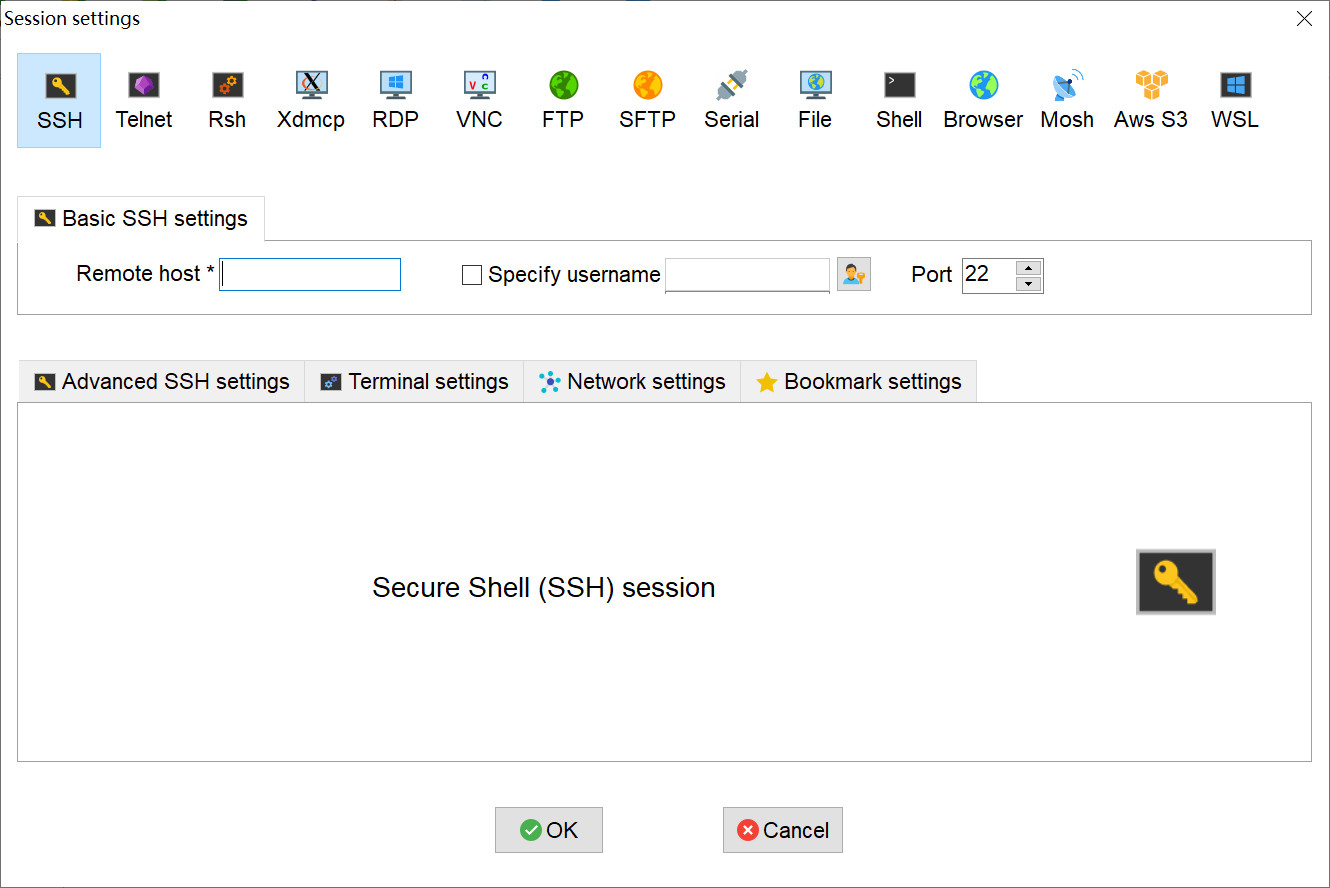 Session settings
SSH Telnet Rsh Xdmcp RDP VNC FTP SFTP Serial File Shell Browser Mosh Aws S3 WSL
Basic SSH settings
Remote host * Specify username Port 22
Advanced SSH settings Terminal settings Network settings Bookmark settings
Secure Shell (SSH) session
OK Cancel